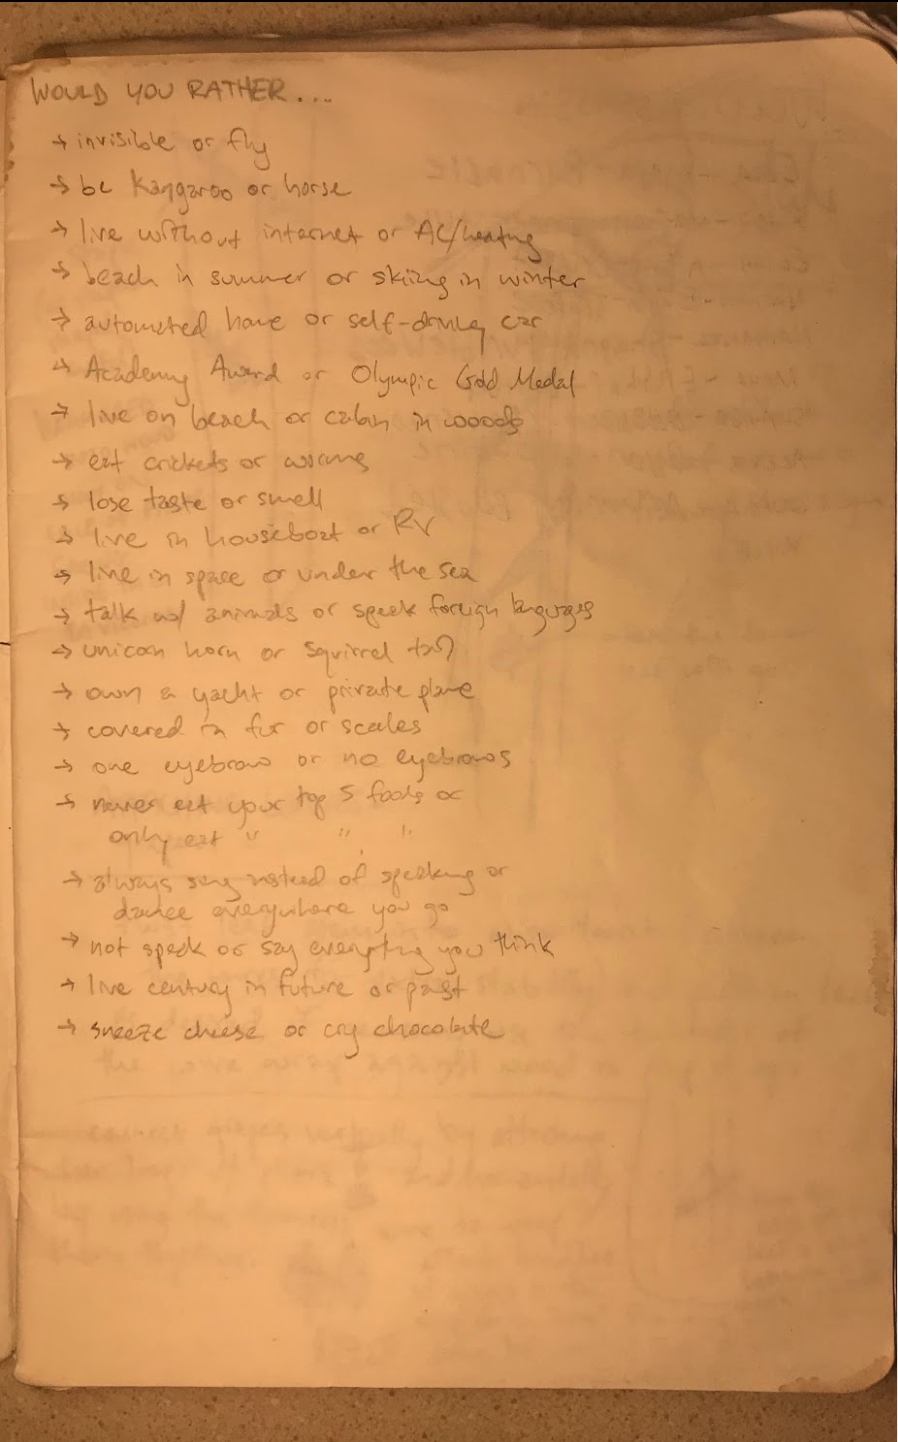 WOULD YOU RATHER...
→ invisible or fly
→ be kangaroo or horse
→ live without internet or AC/heating
→ beach in summer or skiing in winter
→ automated home or self-driving car
→ Academy Award or Olympic Gold Medal
→ live on beach or cabin in woods
→ eat crickets or worms
→ lose taste or smell
→ live in houseboat or RV
→ live in space or under the sea
→ talk w/ animals or speak foreign languages
→ unicorn horn or squirrel tail
→ own a yacht or private plane
→ covered in fur or scales
→ one eyebrow or no eyebrows
→ never eat your top 5 foods or
only eat " " "
→ always sing instead of speaking or
dance everywhere you go
→ not speak or say everything you think
→ live century in future or past
→ sneeze cheese or cry chocolate